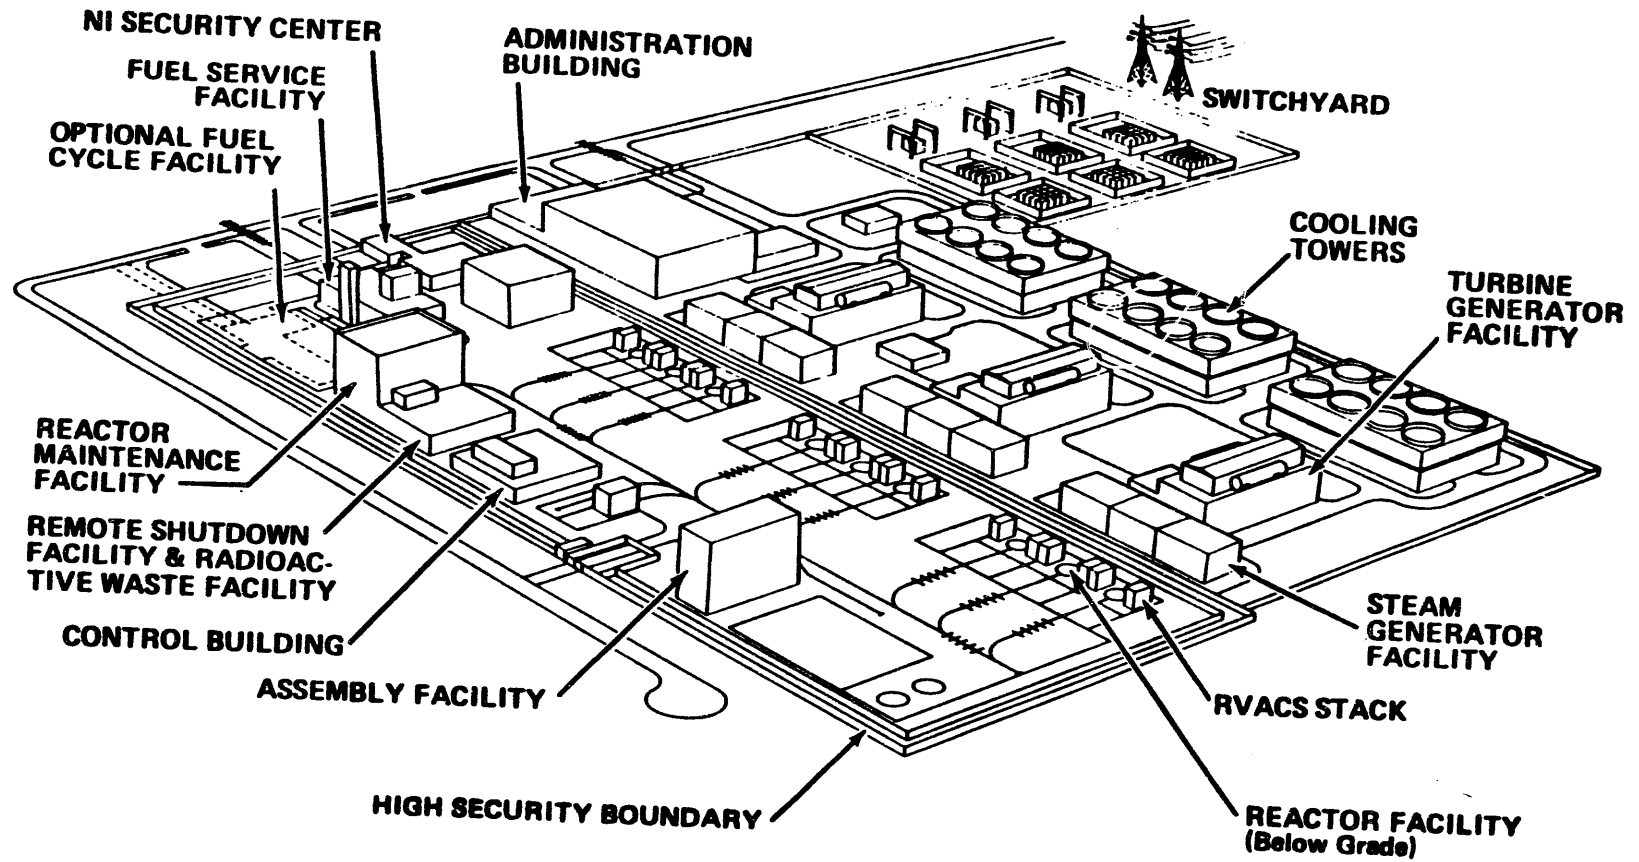 NI SECURITY CENTER
FUEL SERVICE
FACILITY
OPTIONAL FUEL
CYCLE FACILITY
ADMINISTRATION
BUILDING
SWITCHYARD
COOLING
TOWERS
TURBINE
GENERATOR
FACILITY
REACTOR
MAINTENANCE
FACILITY
REMOTE SHUTDOWN
FACILITY & RADIOAC-
TIVE WASTE FACILITY
CONTROL BUILDING
ASSEMBLY FACILITY
HIGH SECURITY BOUNDARY
STEAM
GENERATOR
FACILITY
RVACS STACK
REACTOR FACILITY
(Below Grade)